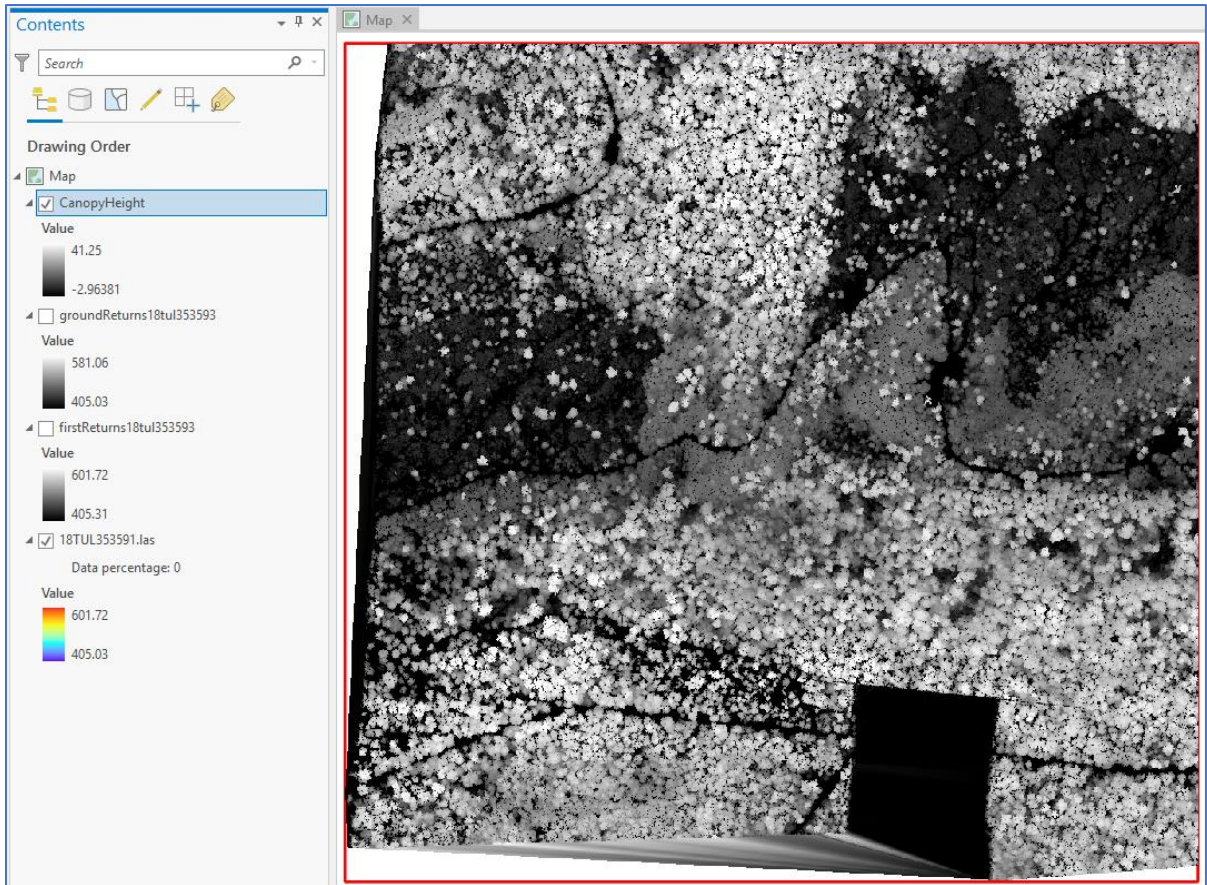 Contents
Map
Search
Drawing Order
Map
CanopyHeight
Value
41.25
-2.96381
groundReturns18tul353593
Value
581.06
405.03
firstReturns18tul353593
Value
601.72
405.31
18TUL353591.las
Data percentage: 0
Value
601.72
405.03